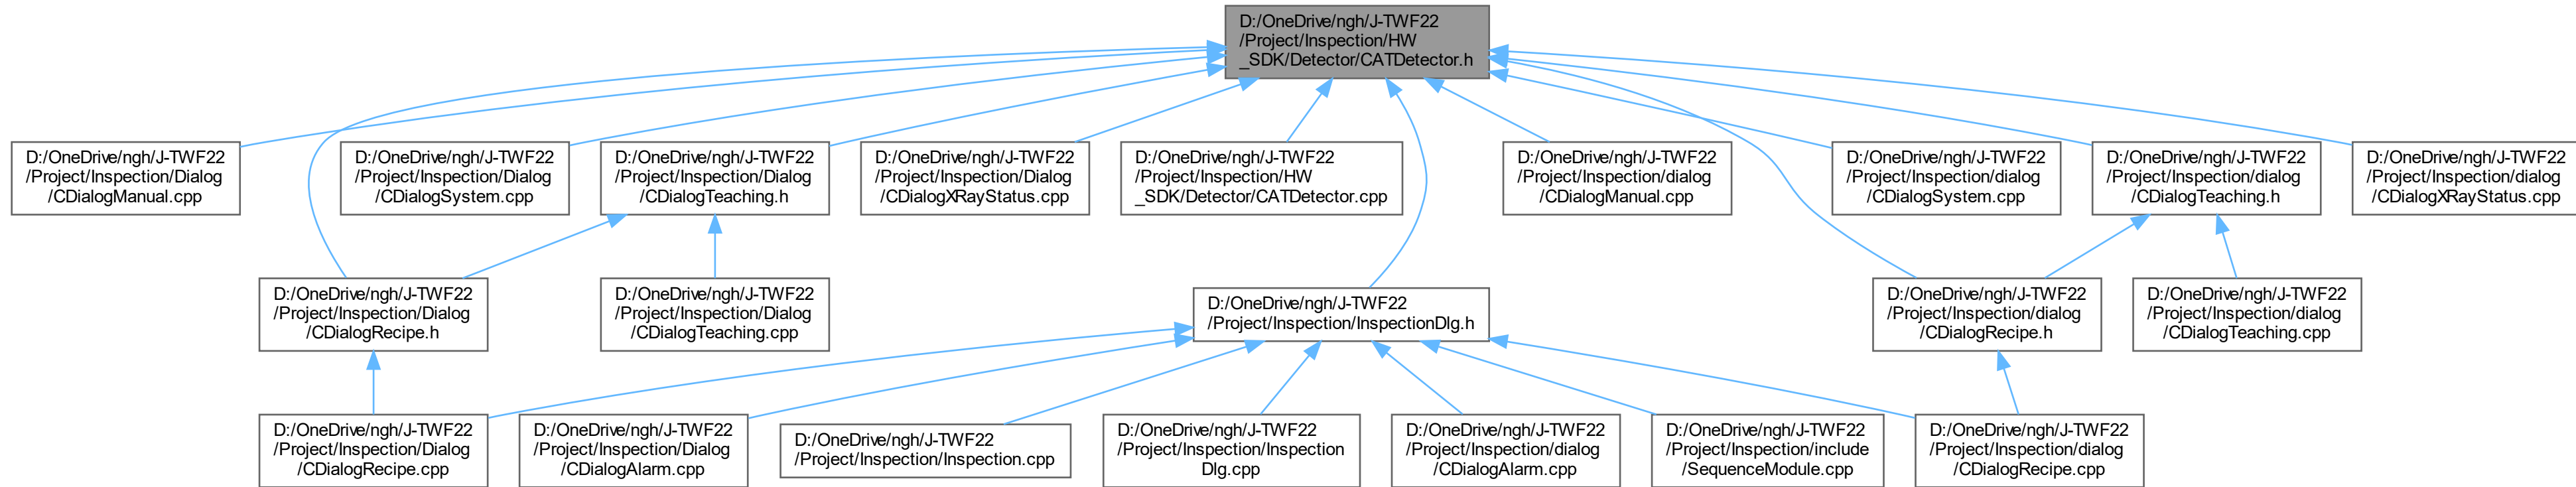 D:/OneDrive/ngh/J-TWF22
/Project/Inspection/HW
_SDK/Detector/CATDetector.h
D:/OneDrive/ngh/J-TWF22
/Project/Inspection/Dialog
/CDialogManual.cpp
D:/OneDrive/ngh/J-TWF22
/Project/Inspection/Dialog
/CDialogSystem.cpp
D:/OneDrive/ngh/J-TWF22
/Project/Inspection/Dialog
/CDialogTeaching.h
D:/OneDrive/ngh/J-TWF22
/Project/Inspection/Dialog
/CDialogXRayStatus.cpp
D:/OneDrive/ngh/J-TWF22
/Project/Inspection/HW
_SDK/Detector/CATDetector.cpp
D:/OneDrive/ngh/J-TWF22
/Project/Inspection/dialog
/CDialogManual.cpp
D:/OneDrive/ngh/J-TWF22
/Project/Inspection/dialog
/CDialogSystem.cpp
D:/OneDrive/ngh/J-TWF22
/Project/Inspection/dialog
/CDialogTeaching.h
D:/OneDrive/ngh/J-TWF22
/Project/Inspection/dialog
/CDialogXRayStatus.cpp
D:/OneDrive/ngh/J-TWF22
/Project/Inspection/Dialog
/CDialogRecipe.h
D:/OneDrive/ngh/J-TWF22
/Project/Inspection/Dialog
/CDialogTeaching.cpp
D:/OneDrive/ngh/J-TWF22
/Project/Inspection/InspectionDlg.h
D:/OneDrive/ngh/J-TWF22
/Project/Inspection/dialog
/CDialogRecipe.h
D:/OneDrive/ngh/J-TWF22
/Project/Inspection/dialog
/CDialogTeaching.cpp
D:/OneDrive/ngh/J-TWF22
/Project/Inspection/Dialog
/CDialogRecipe.cpp
D:/OneDrive/ngh/J-TWF22
/Project/Inspection/Dialog
/CDialogAlarm.cpp
D:/OneDrive/ngh/J-TWF22
/Project/Inspection/Inspection.cpp
D:/OneDrive/ngh/J-TWF22
/Project/Inspection/Inspection
Dlg.cpp
D:/OneDrive/ngh/J-TWF22
/Project/Inspection/dialog
/CDialogAlarm.cpp
D:/OneDrive/ngh/J-TWF22
/Project/Inspection/include
/SequenceModule.cpp
D:/OneDrive/ngh/J-TWF22
/Project/Inspection/dialog
/CDialogRecipe.cpp